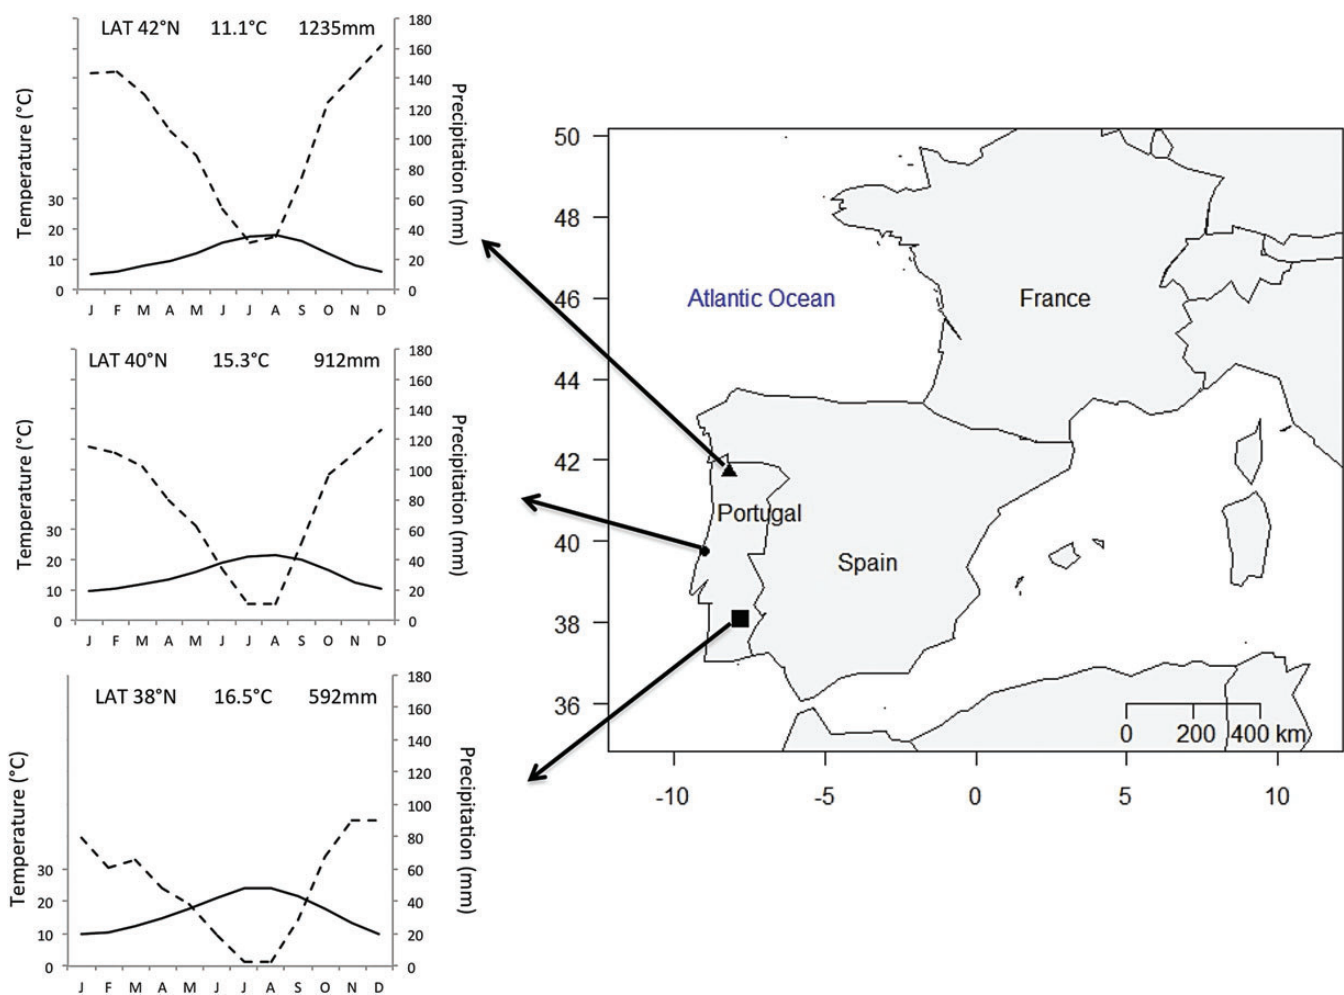 LAT 42°N 11.1°C 1235mm
Temperature (°C)
30
20
10
0
180
160
140
120
100
80
60
40
20
0
Precipitation (mm)
J F M A M J J A S O N D
LAT 40°N 15.3°C 912mm
Temperature (°C)
30
20
10
0
180
160
140
120
100
80
60
40
20
0
Precipitation (mm)
J F M A M J J A S O N D
LAT 38°N 16.5°C 592mm
Temperature (°C)
30
20
10
0
180
160
140
120
100
80
60
40
20
0
Precipitation (mm)
J F M A M J J A S O N D
50
48
46
44
42
40
38
36
Atlantic Ocean
France
Portugal
Spain
0 200 400 km
-10 -5 0 5 10